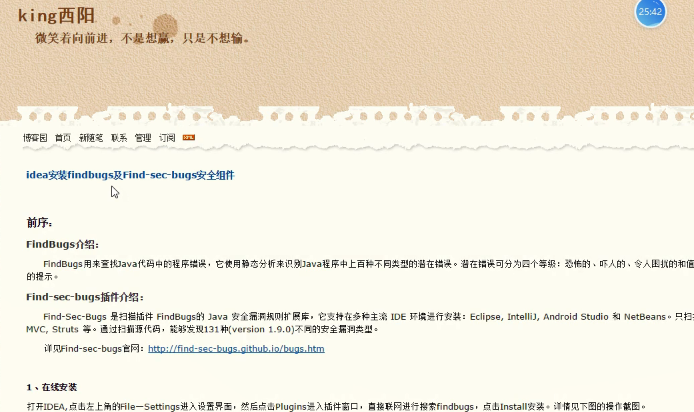 king西阳
25:42
微笑着向前进，不是想赢，只是不想输。
博客园 首页 新随笔 联系 管理 订阅
idea安装findbugs及Find-sec-bugs安全组件
前序：
FindBugs介绍：
FindBugs用来查找Java代码中的程序错误，它使用静态分析来识别Java程序中上百种不同类型的潜在错误。潜在错误可分为四个等级：恐怖的、吓人的、令人困扰的和值
的提示。
Find-sec-bugs插件介绍：
Find-Sec-Bugs 是扫描插件 FindBugs的 Java 安全漏洞规则扩展库，它支持在多种主流 IDE 环境进行安装：Eclipse, IntelliJ, Android Studio 和 NetBeans。只扫
MVC, Struts 等。通过扫描源代码，能够发现131种(version 1.9.0)不同的安全漏洞类型。
详见Find-sec-bugs官网：http://find-sec-bugs.github.io/bugs.htm
1、在线安装
打开IDEA,点击左上角的File--Settings进入设置界面，然后点击Plugins进入插件窗口，直接联网进行搜索findbugs，点击Install安装。详情见下图的操作截图。